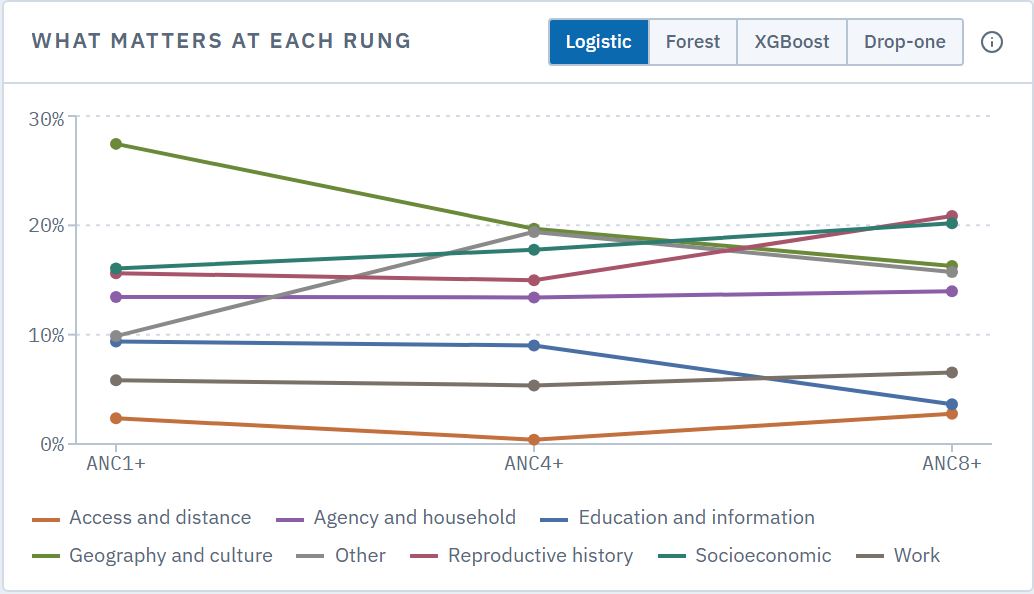 WHAT MATTERS AT EACH RUNG
Logistic Forest XGBoost Drop-one
30%
20%
10%
0%
ANC1+ ANC4+ ANC8+
Access and distance Agency and household Education and information
Geography and culture Other Reproductive history Socioeconomic Work